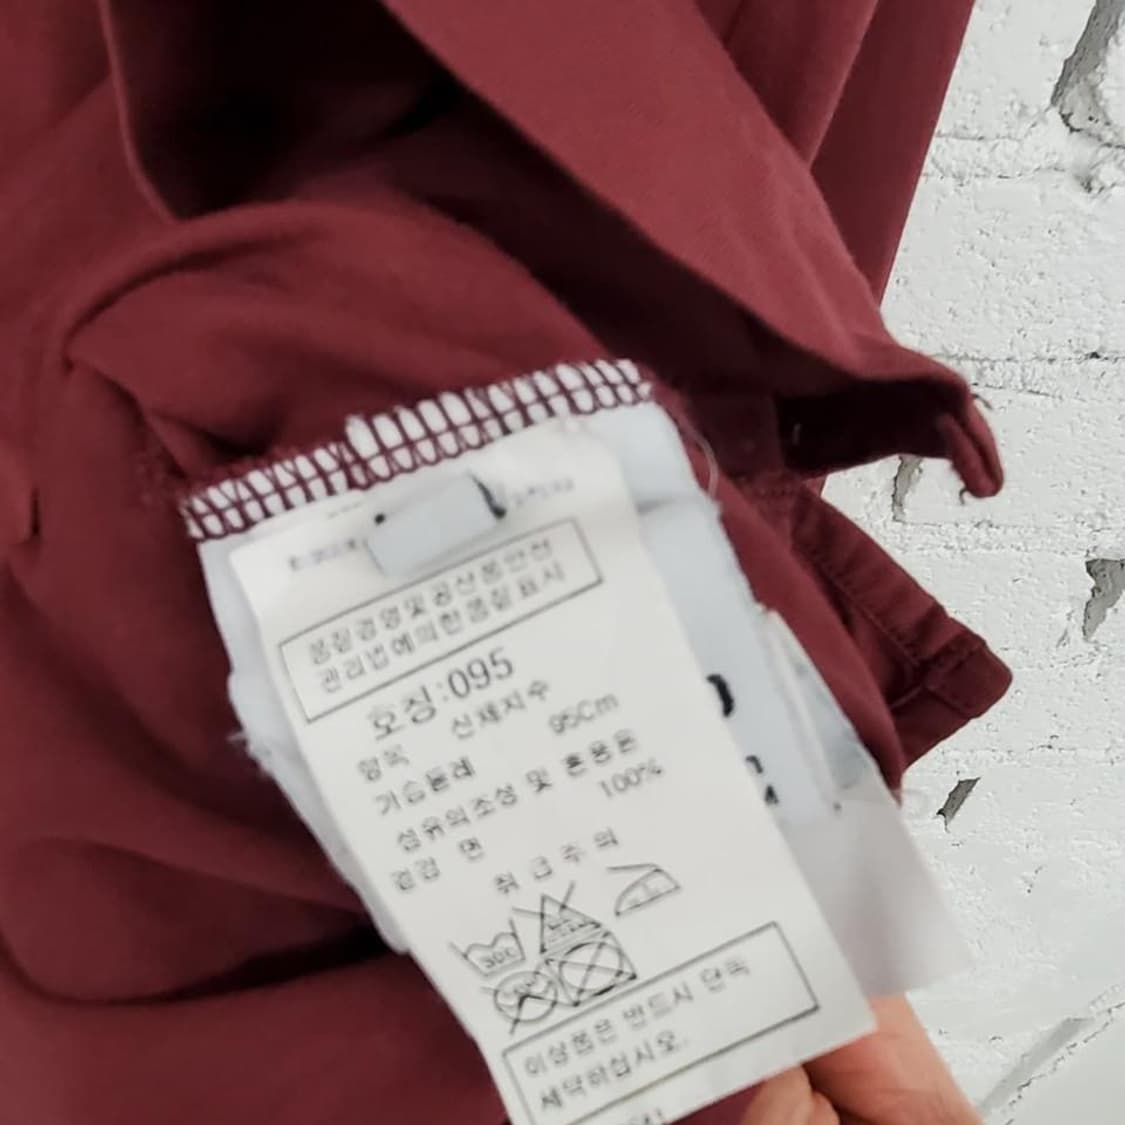 품질경영및공산품안전
관리법에의한품질표시
호칭:095
항목 신체치수
가슴둘레 95Cm
섬유의조성 및 혼용율
겉감 면 100%
취급주의
30℃
이상품은 반드시 단독
세탁하십시오.